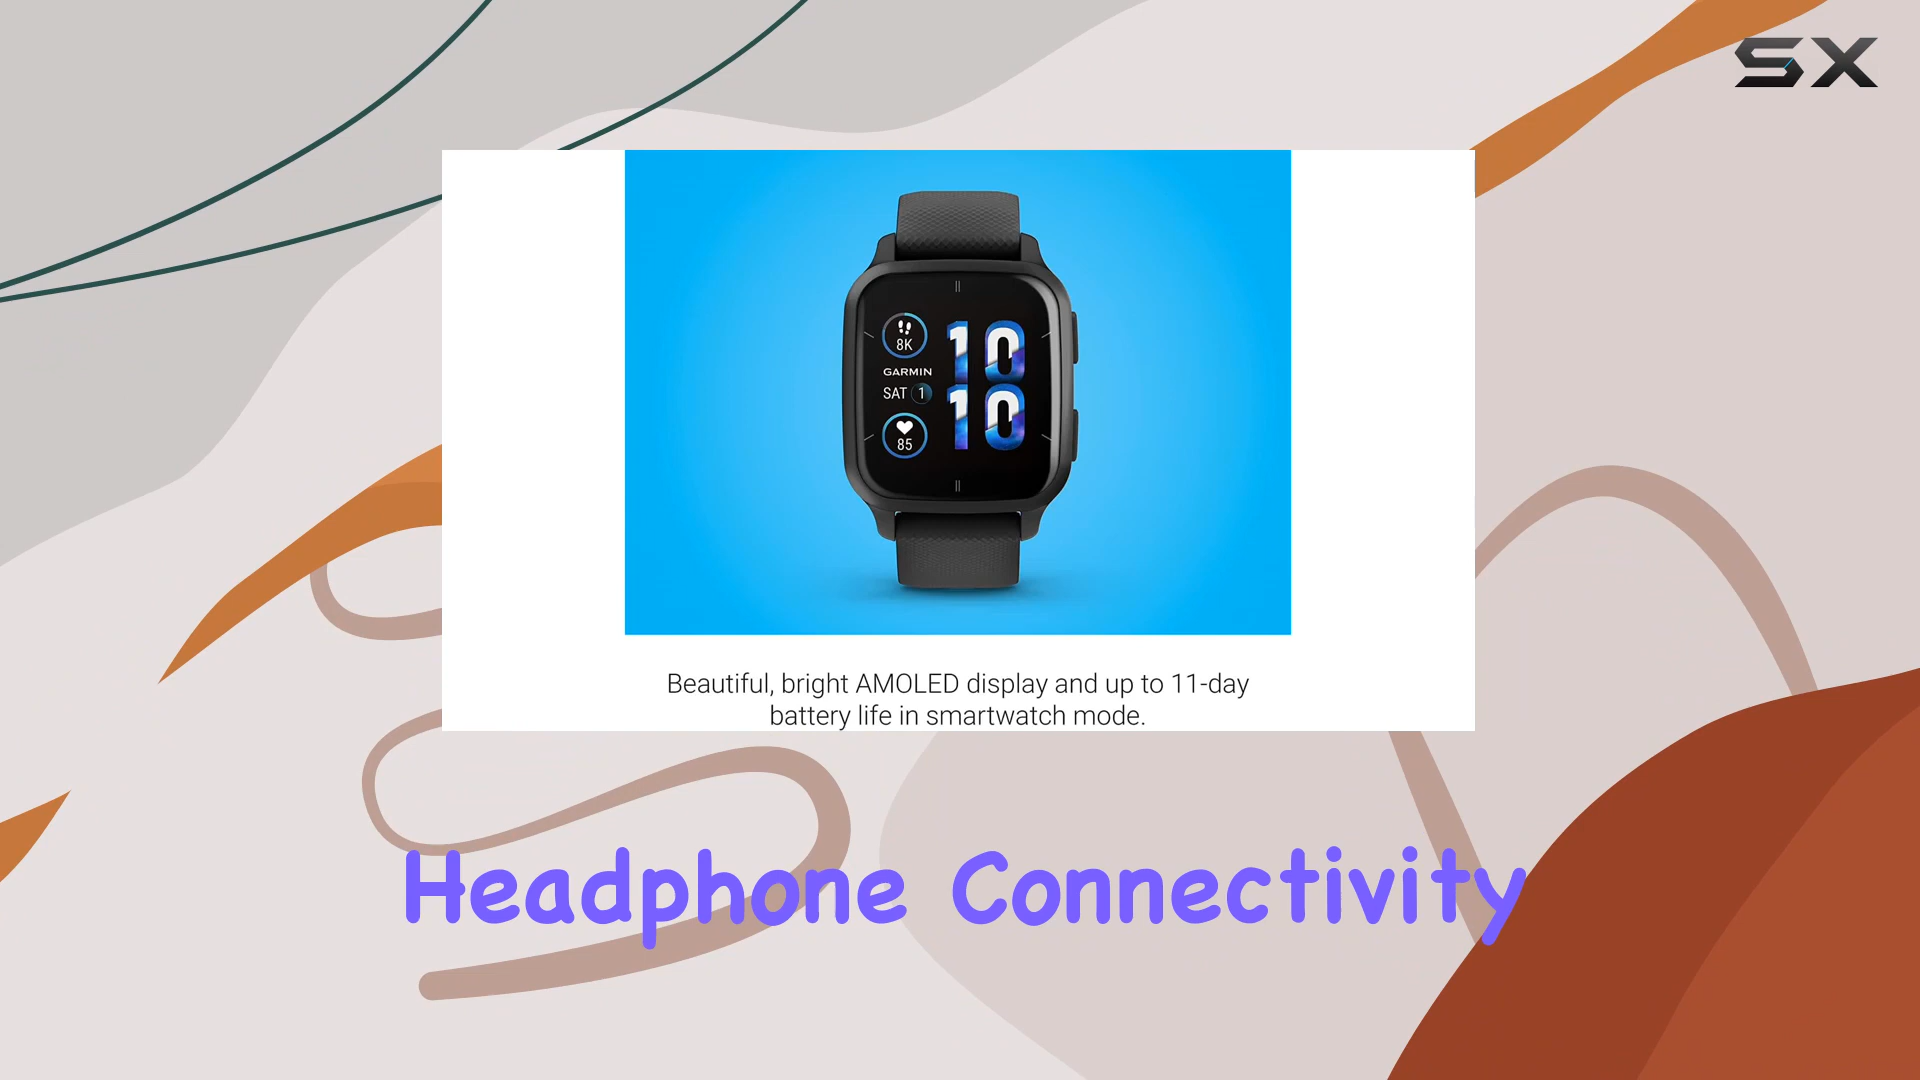 SX
8K
GARMIN
SAT 1
85
10
10
Beautiful, bright AMOLED display and up to 11-day
battery life in smartwatch mode.
Headphone Connectivity